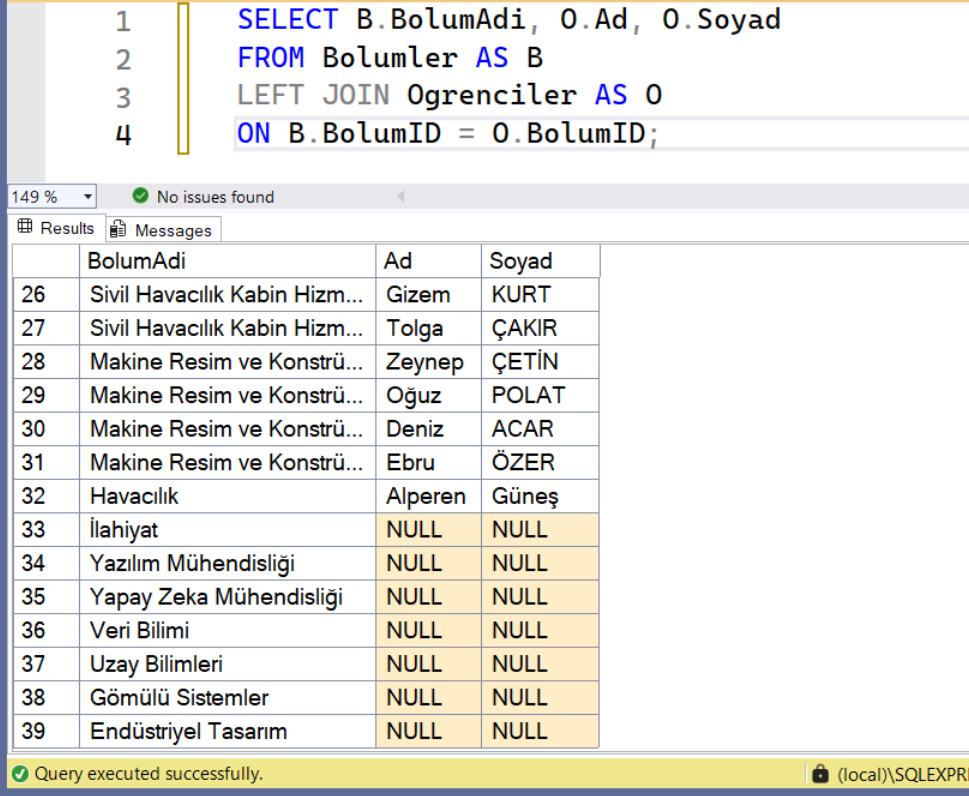 1 SELECT B.BolumAdi, O.Ad, O.Soyad
2 FROM Bolumler AS B
3 LEFT JOIN Ogrenciler AS O
4 ON B.BolumID = O.BolumID;
149 % No issues found
Results Messages
BolumAdi Ad Soyad
26 Sivil Havacılık Kabin Hizm... Gizem KURT
27 Sivil Havacılık Kabin Hizm... Tolga ÇAKIR
28 Makine Resim ve Konstrü... Zeynep ÇETİN
29 Makine Resim ve Konstrü... Oğuz POLAT
30 Makine Resim ve Konstrü... Deniz ACAR
31 Makine Resim ve Konstrü... Ebru ÖZER
32 Havacılık Alperen Güneş
33 İlahiyat NULL NULL
34 Yazılım Mühendisliği NULL NULL
35 Yapay Zeka Mühendisliği NULL NULL
36 Veri Bilimi NULL NULL
37 Uzay Bilimleri NULL NULL
38 Gömülü Sistemler NULL NULL
39 Endüstriyel Tasarım NULL NULL
Query executed successfully. (local)\SQLEXPR